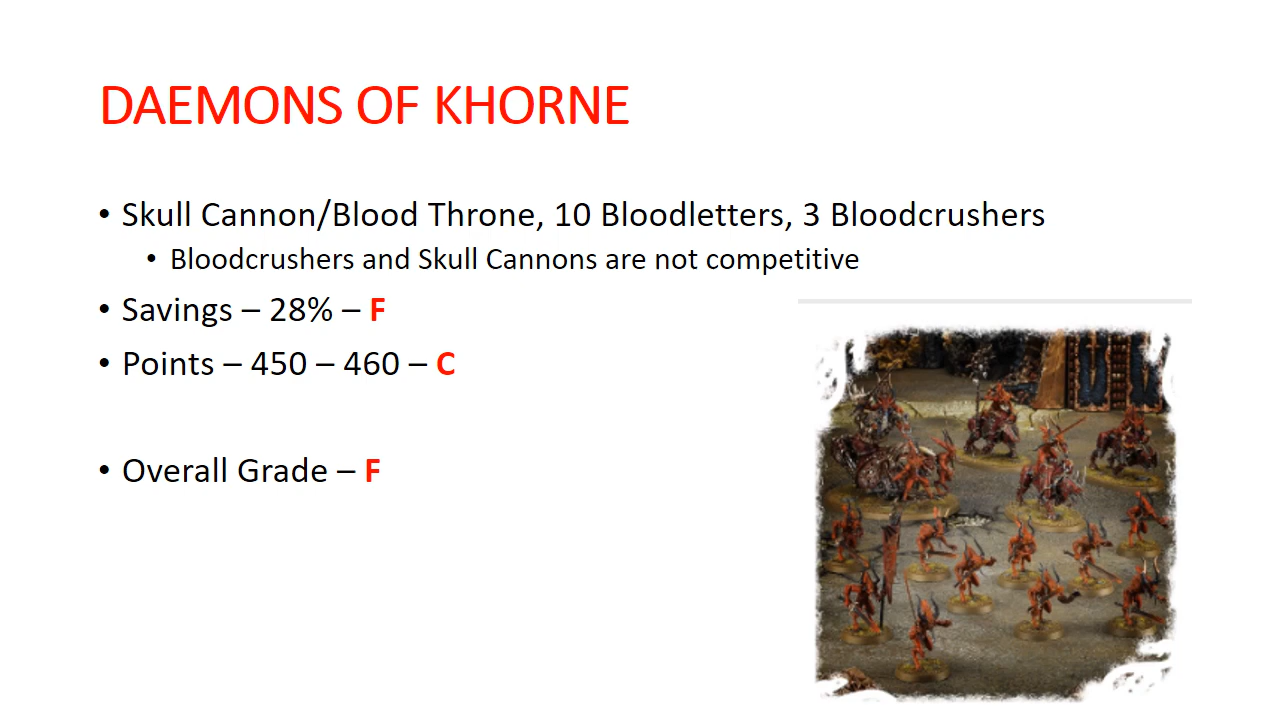 DAEMONS OF KHORNE
• Skull Cannon/Blood Throne, 10 Bloodletters, 3 Bloodcrushers
• Bloodcrushers and Skull Cannons are not competitive
• Savings – 28% – F
• Points – 450 – 460 – C
• Overall Grade – F